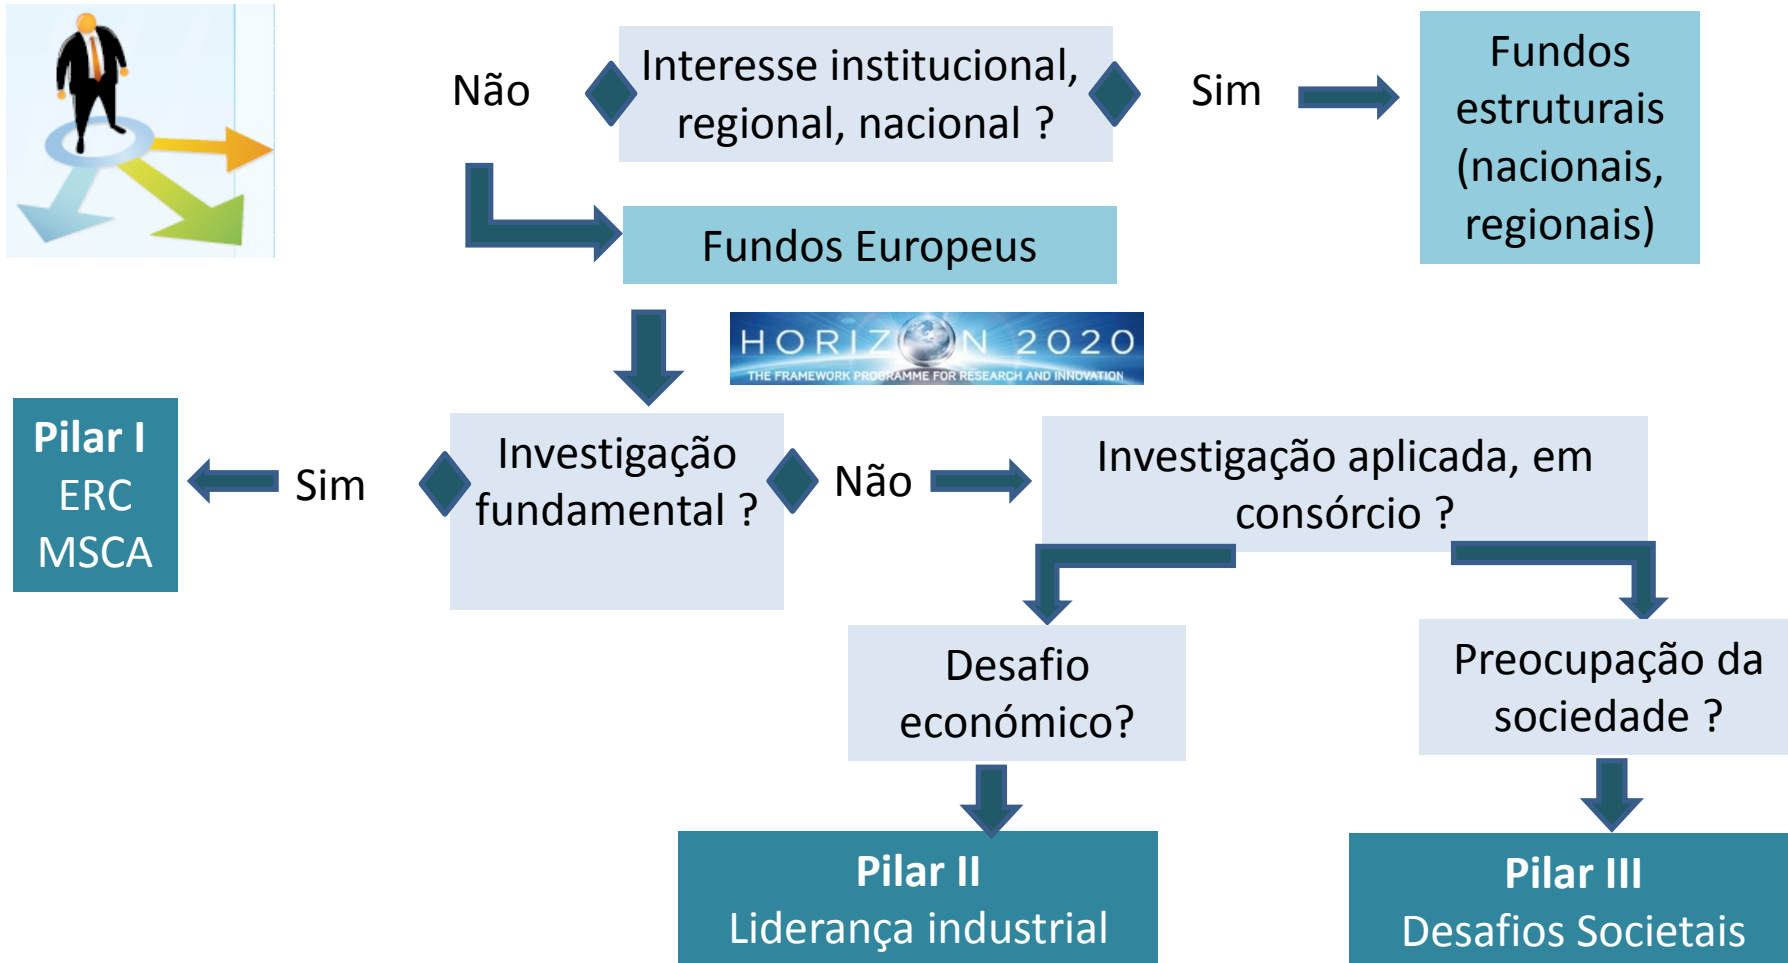 Não
Interesse institucional,
regional, nacional ?
Sim
Fundos
estruturais
(nacionais,
regionais)
Fundos Europeus
HORIZON 2020
THE FRAMEWORK PROGRAMME FOR RESEARCH AND INNOVATION
Pilar I
ERC
MSCA
Sim
Investigação
fundamental ?
Não
Investigação aplicada, em
consórcio ?
Desafio
económico?
Preocupação da
sociedade ?
Pilar II
Liderança industrial
Pilar III
Desafios Societais